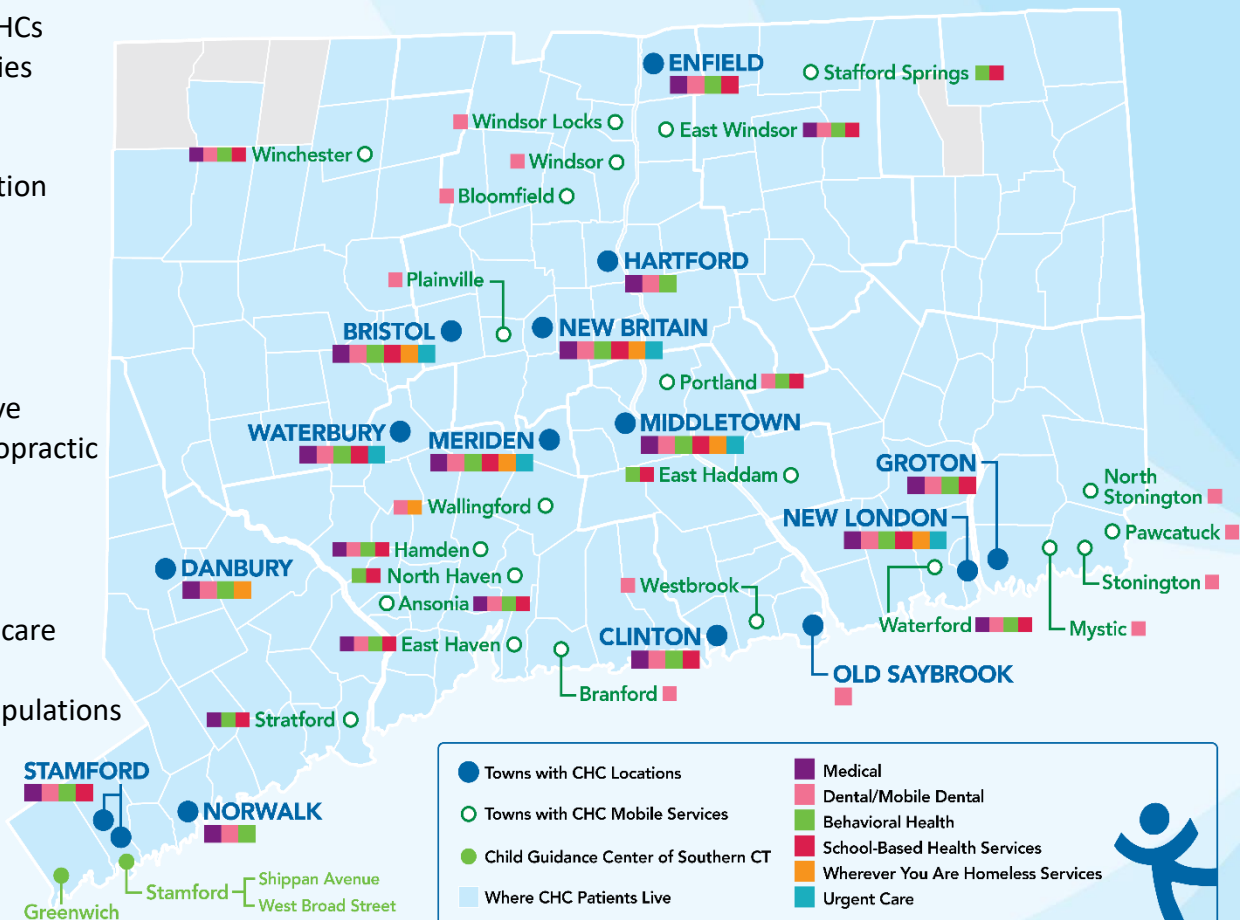 HCs
ies
tion
ve
opractic
care
pulations
ENFIELD
Stafford Springs
Windsor Locks
East Windsor
Winchester
Windsor
Bloomfield
HARTFORD
Plainville
BRISTOL
NEW BRITAIN
Portland
WATERBURY
MERIDEN
MIDDLETOWN
East Haddam
GROTON
North
Stonington
Wallingford
NEW LONDON
Pawcatuck
Hamden
DANBURY
North Haven
Westbrook
Stonington
Ansonia
Waterford
Mystic
East Haven
CLINTON
OLD SAYBROOK
Branford
Stratford
STAMFORD
NORWALK
Stamford
Shippan Avenue
West Broad Street
Greenwich
Towns with CHC Locations
Towns with CHC Mobile Services
Child Guidance Center of Southern CT
Where CHC Patients Live
Medical
Dental/Mobile Dental
Behavioral Health
School-Based Health Services
Wherever You Are Homeless Services
Urgent Care